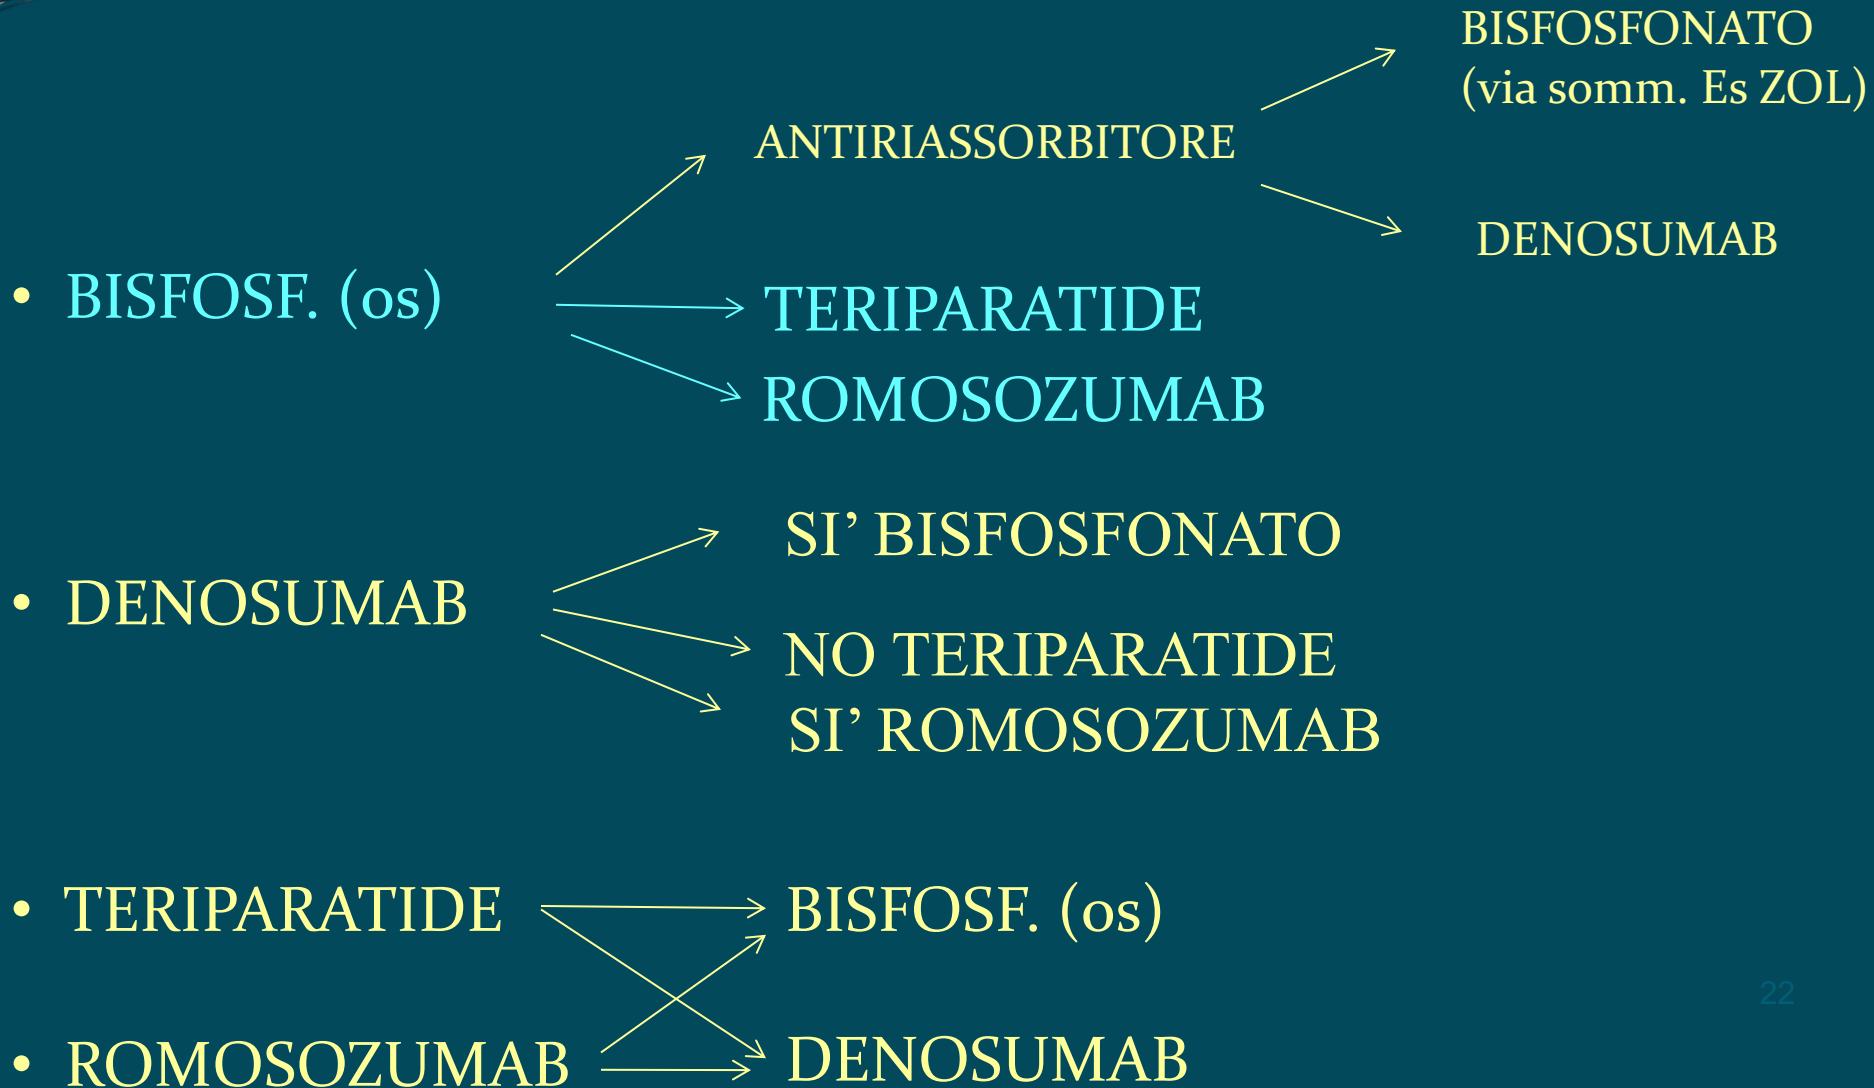 BISFOSFONATO
(via somm. Es ZOL)
ANTIRIASSORBITORE
DENOSUMAB
• BISFOSF. (os)
TERIPARATIDE
ROMOSOZUMAB
SI’ BISFOSFONATO
• DENOSUMAB
NO TERIPARATIDE
SI’ ROMOSOZUMAB
• TERIPARATIDE
BISFOSF. (os)
22
• ROMOSOZUMAB
DENOSUMAB